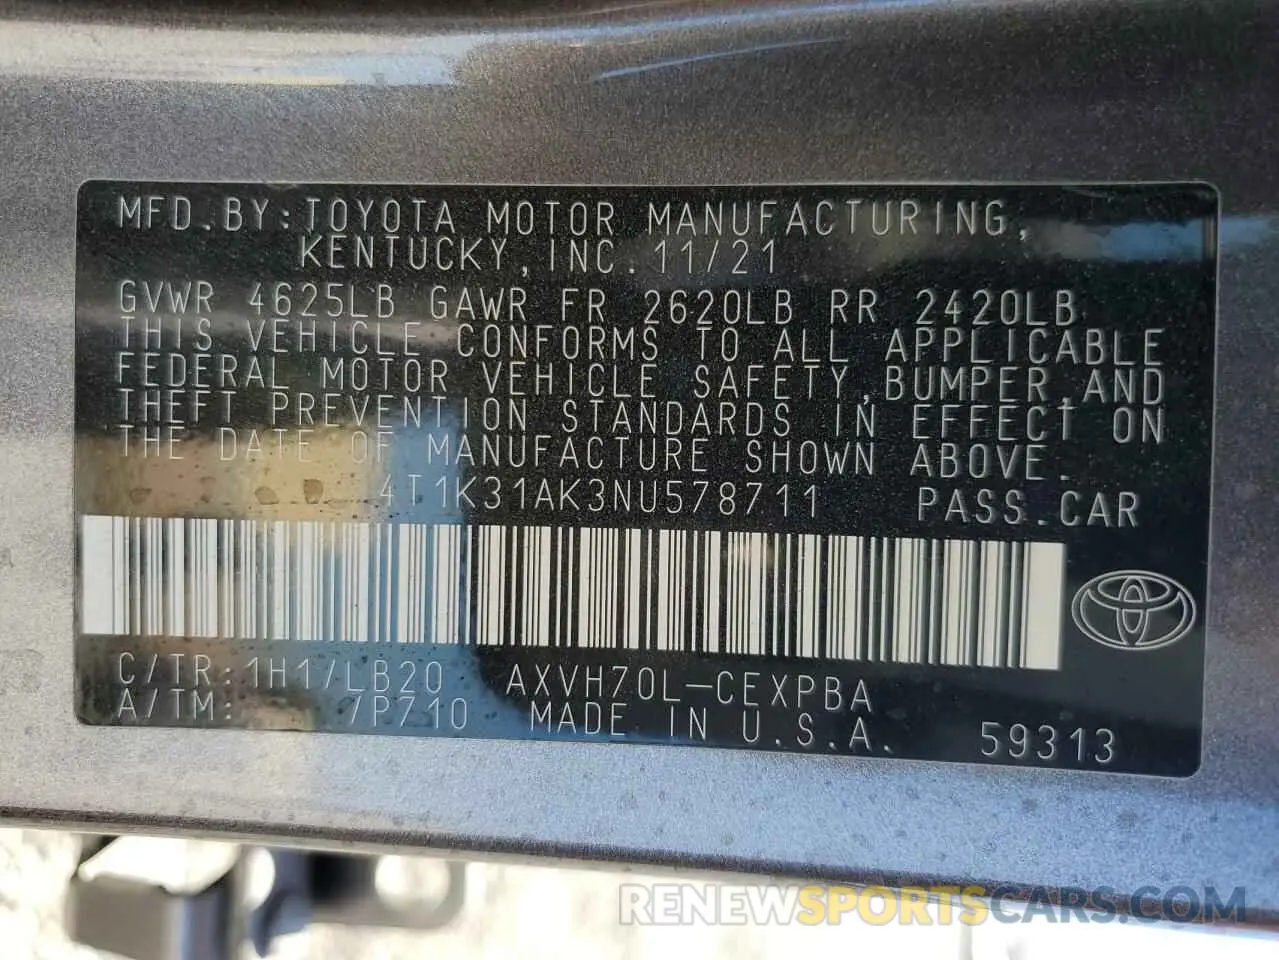 MFD.BY:TOYOTA MOTOR MANUFACTURING,
KENTUCKY,INC.11/21
GVWR 4625LB GAWR FR 2620LB RR 2420LB
THIS VEHICLE CONFORMS TO ALL APPLICABLE
FEDERAL MOTOR VEHICLE SAFETY,BUMPER,AND
THEFT PREVENTION STANDARDS IN EFFECT ON
THE DATE OF MANUFACTURE SHOWN ABOVE.
4T1K31AK3NU578711 PASS.CAR
C/TR:1H1/LB20 AXVH70L-CEXPBA
A/TM: /P710 MADE IN U.S.A. 59313
RENEWSPORTSCARS.COM